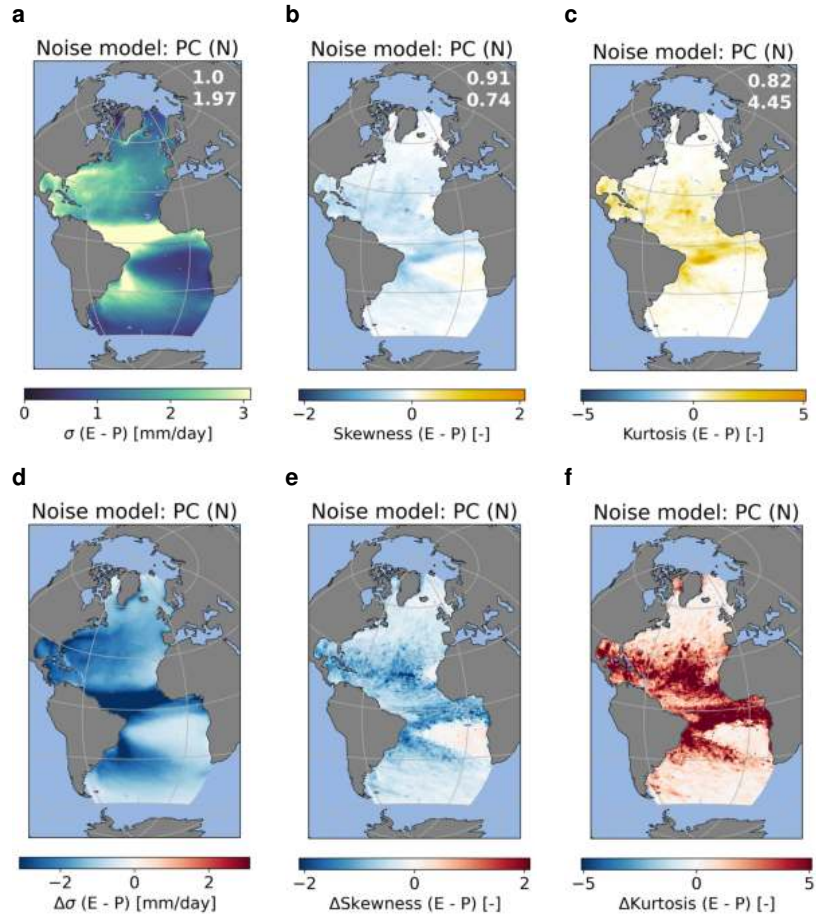 a
b
c
Noise model: PC (N)
Noise model: PC (N)
Noise model: PC (N)
1.0
1.97
0.91
0.74
0.82
4.45
0 1 2 3
σ (E - P) [mm/day]
−2 0 2
Skewness (E - P) [-]
−5 0 5
Kurtosis (E - P) [-]
d
e
f
Noise model: PC (N)
Noise model: PC (N)
Noise model: PC (N)
−2 0 2
Δσ (E - P) [mm/day]
−2 0 2
ΔSkewness (E - P) [-]
−5 0 5
ΔKurtosis (E - P) [-]